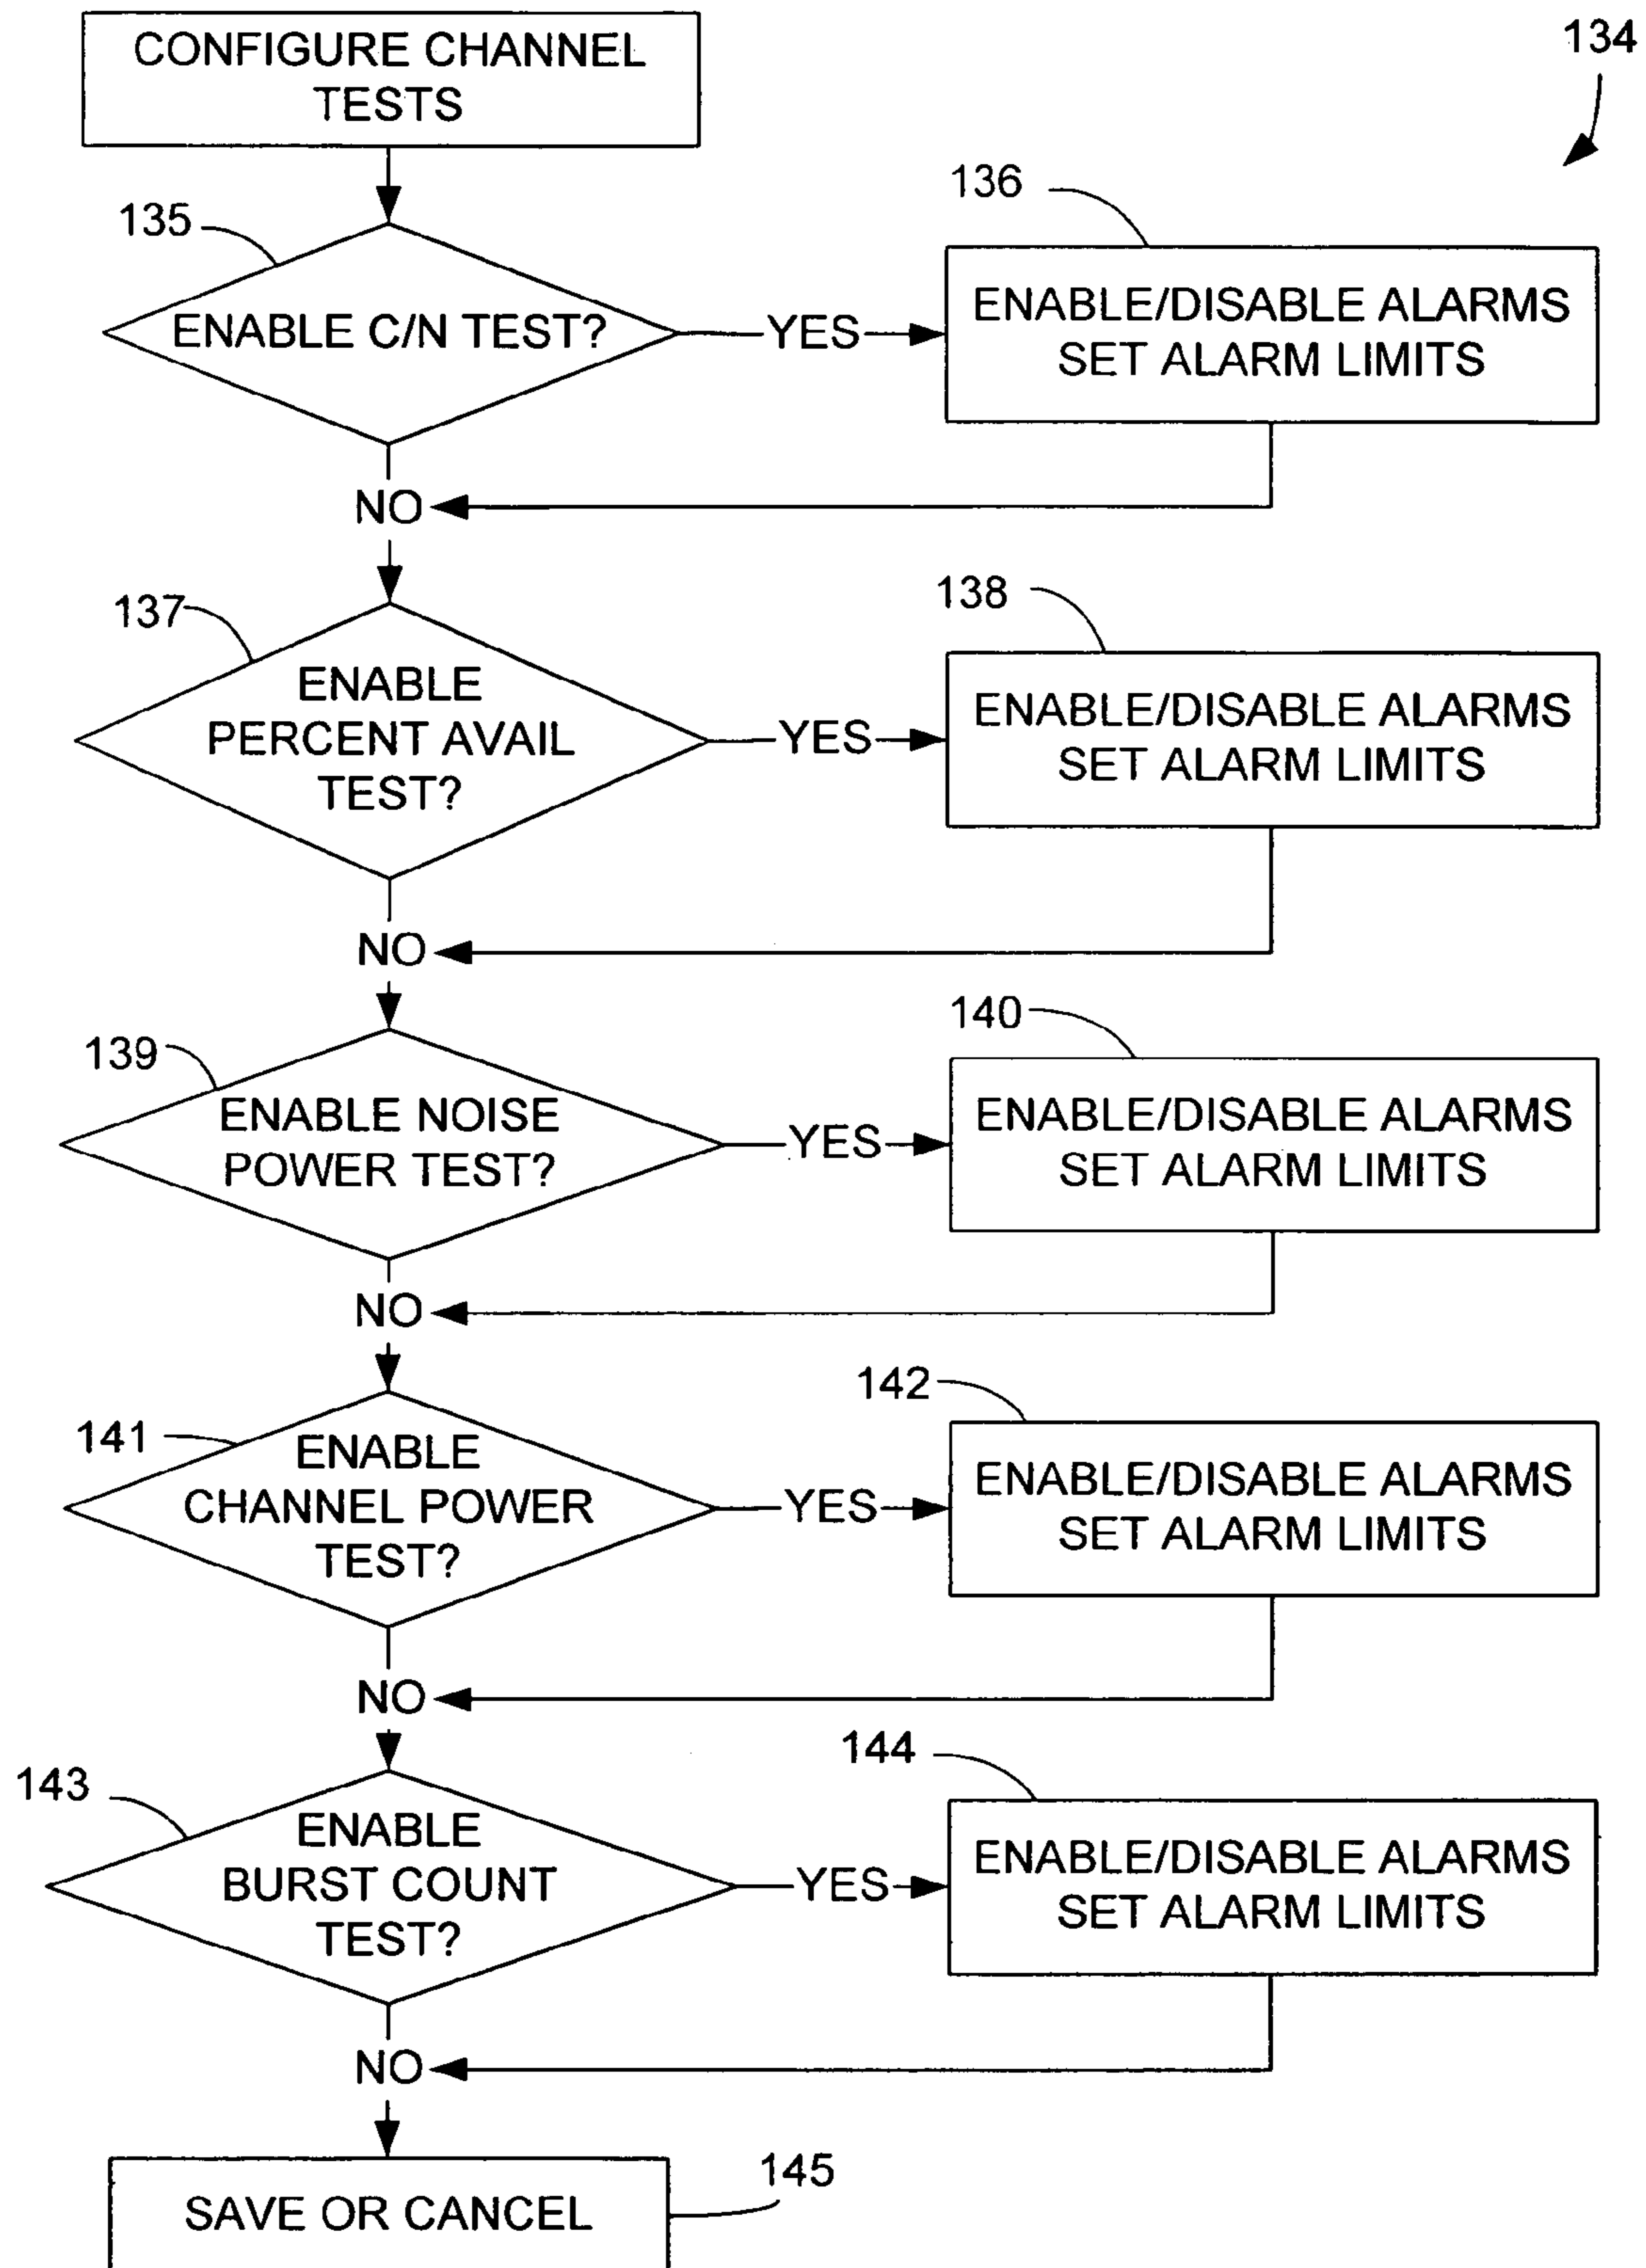 CONFIGURE CHANNEL
TESTS
134
135
ENABLE C/N TEST?
YES
136
ENABLE/DISABLE ALARMS
SET ALARM LIMITS
NO
137
ENABLE
PERCENT AVAIL
TEST?
YES
138
ENABLE/DISABLE ALARMS
SET ALARM LIMITS
NO
139
ENABLE NOISE
POWER TEST?
YES
140
ENABLE/DISABLE ALARMS
SET ALARM LIMITS
NO
141
ENABLE
CHANNEL POWER
TEST?
YES
142
ENABLE/DISABLE ALARMS
SET ALARM LIMITS
NO
143
ENABLE
BURST COUNT
TEST?
YES
144
ENABLE/DISABLE ALARMS
SET ALARM LIMITS
NO
145
SAVE OR CANCEL